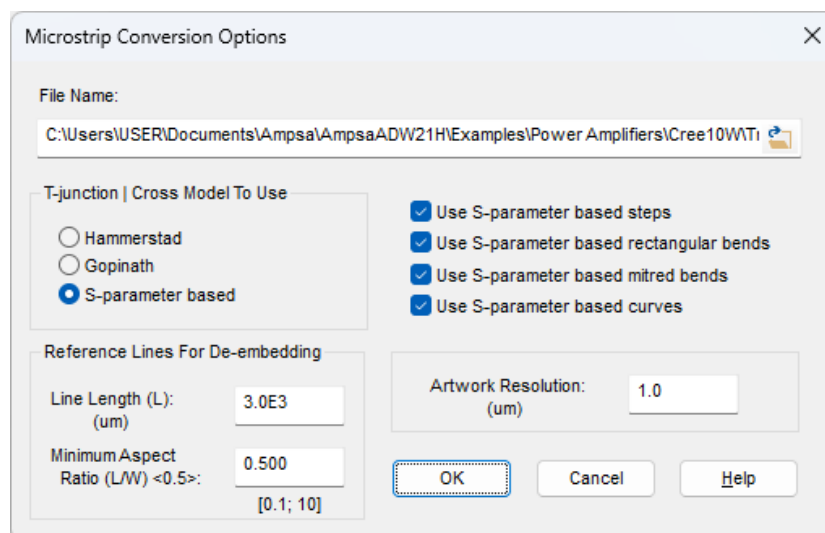 Microstrip Conversion Options
File Name:
C:\Users\USER\Documents\Ampsa\AmpsaADW21H\Examples\Power Amplifiers\Cree10W\Tr
T-junction | Cross Model To Use
Hammerstad
Gopinath
S-parameter based
Use S-parameter based steps
Use S-parameter based rectangular bends
Use S-parameter based mitred bends
Use S-parameter based curves
Reference Lines For De-embedding
Line Length (L): 3.0E3
(um)
Minimum Aspect
Ratio (L/W) <0.5>: 0.500
[0.1; 10]
Artwork Resolution: 1.0
(um)
OK Cancel Help